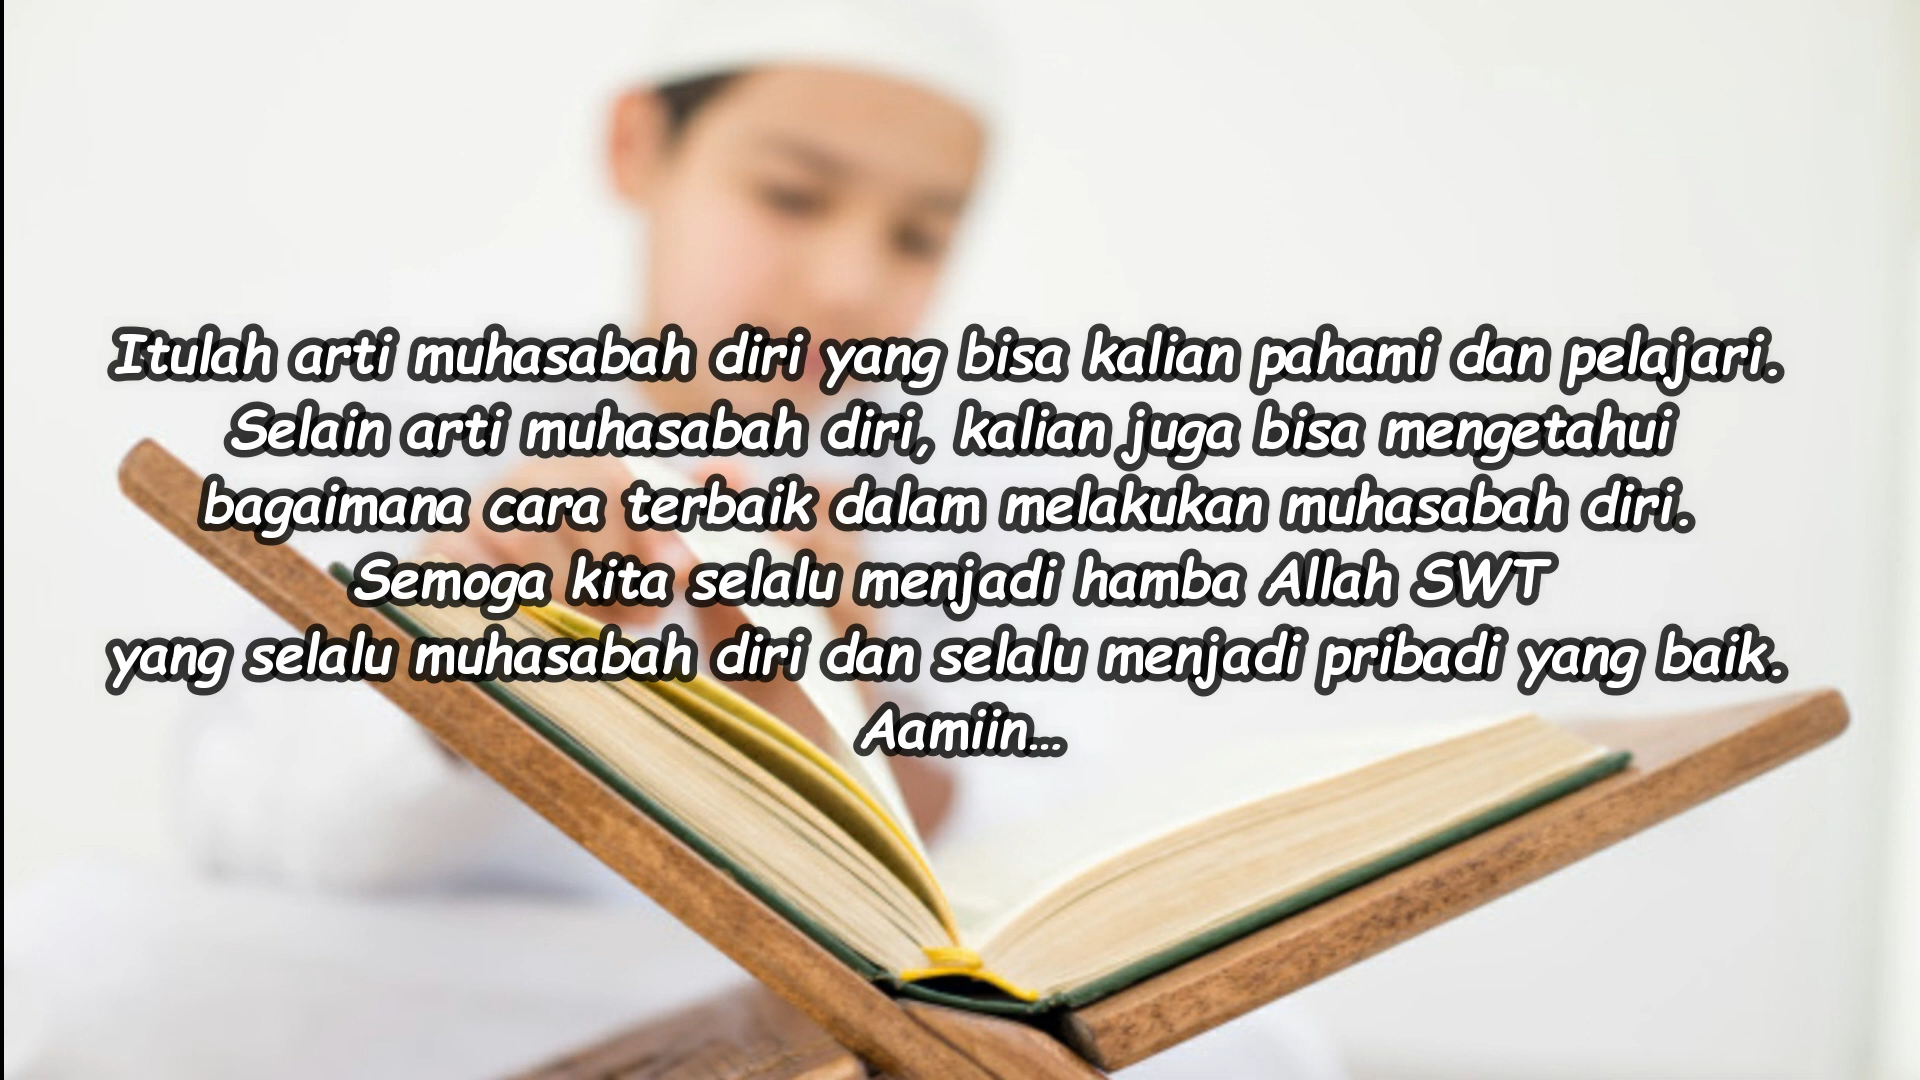 Itulah arti muhasabah diri yang bisa kalian pahami dan pelajari.
Selain arti muhasabah diri, kalian juga bisa mengetahui
bagaimana cara terbaik dalam melakukan muhasabah diri.
Semoga kita selalu menjadi hamba Allah SWT
yang selalu muhasabah diri dan selalu menjadi pribadi yang baik.
Aamiin...